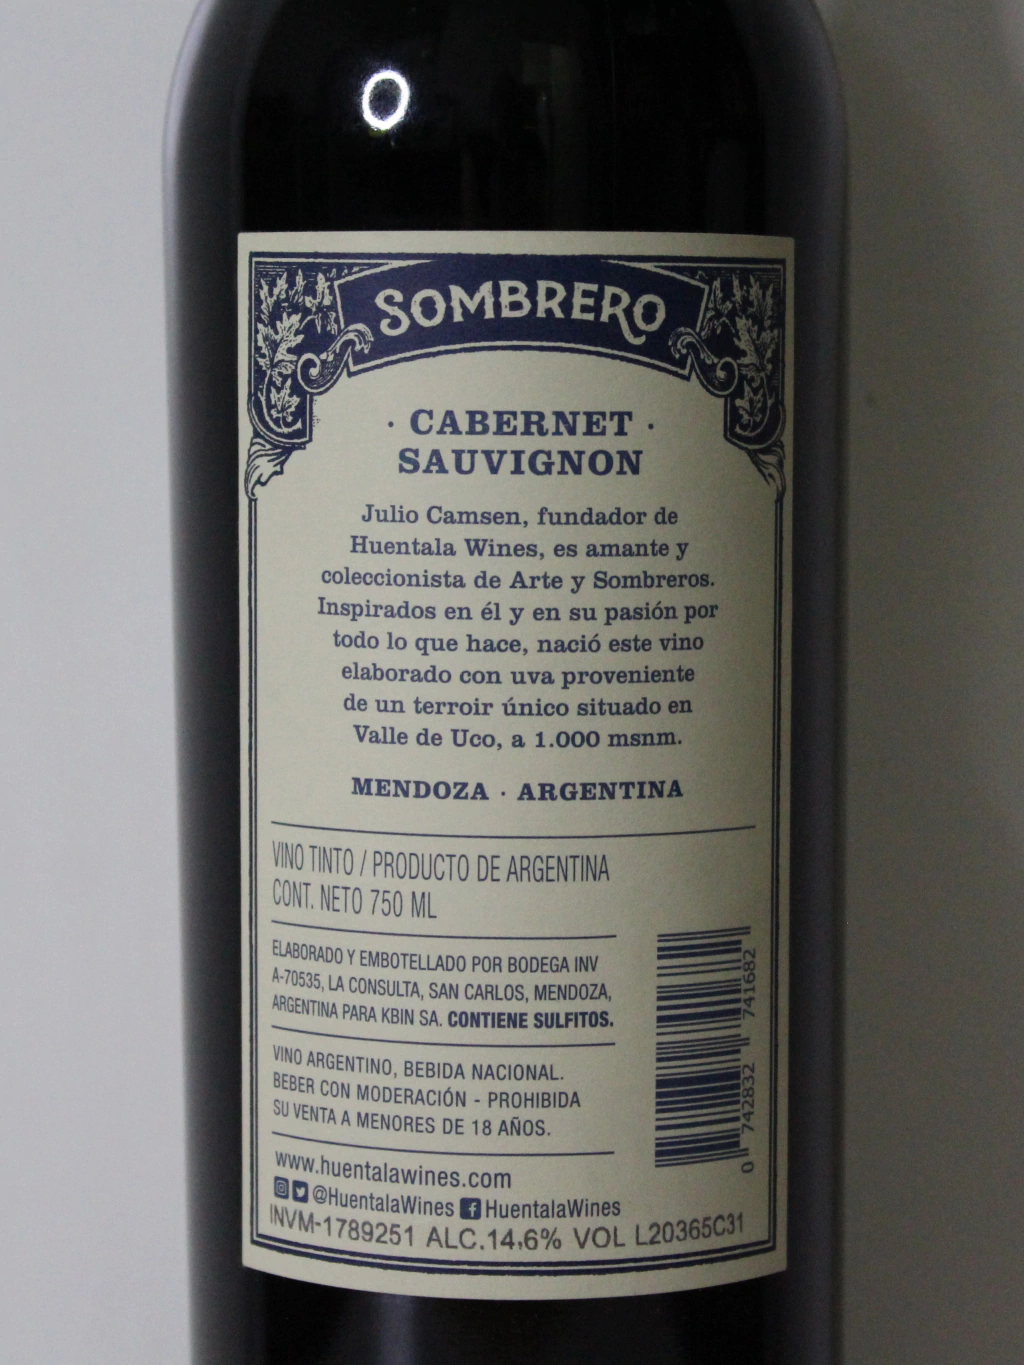 SOMBRERO
· CABERNET ·
SAUVIGNON
Julio Camsen, fundador de
Huentala Wines, es amante y
coleccionista de Arte y Sombreros.
Inspirados en él y en su pasión por
todo lo que hace, nació este vino
elaborado con uva proveniente
de un terroir único situado en
Valle de Uco, a 1.000 msnm.
MENDOZA · ARGENTINA
VINO TINTO / PRODUCTO DE ARGENTINA
CONT. NETO 750 ML
ELABORADO Y EMBOTELLADO POR BODEGA INV
A-70535, LA CONSULTA, SAN CARLOS, MENDOZA,
ARGENTINA PARA KBIN SA. CONTIENE SULFITOS.
VINO ARGENTINO, BEBIDA NACIONAL.
BEBER CON MODERACIÓN - PROHIBIDA
SU VENTA A MENORES DE 18 AÑOS.
www.huentalawines.com
@HuentalaWines HuentalaWines
INVM-1789251 ALC.14,6% VOL L20365C31
0 742832 741682